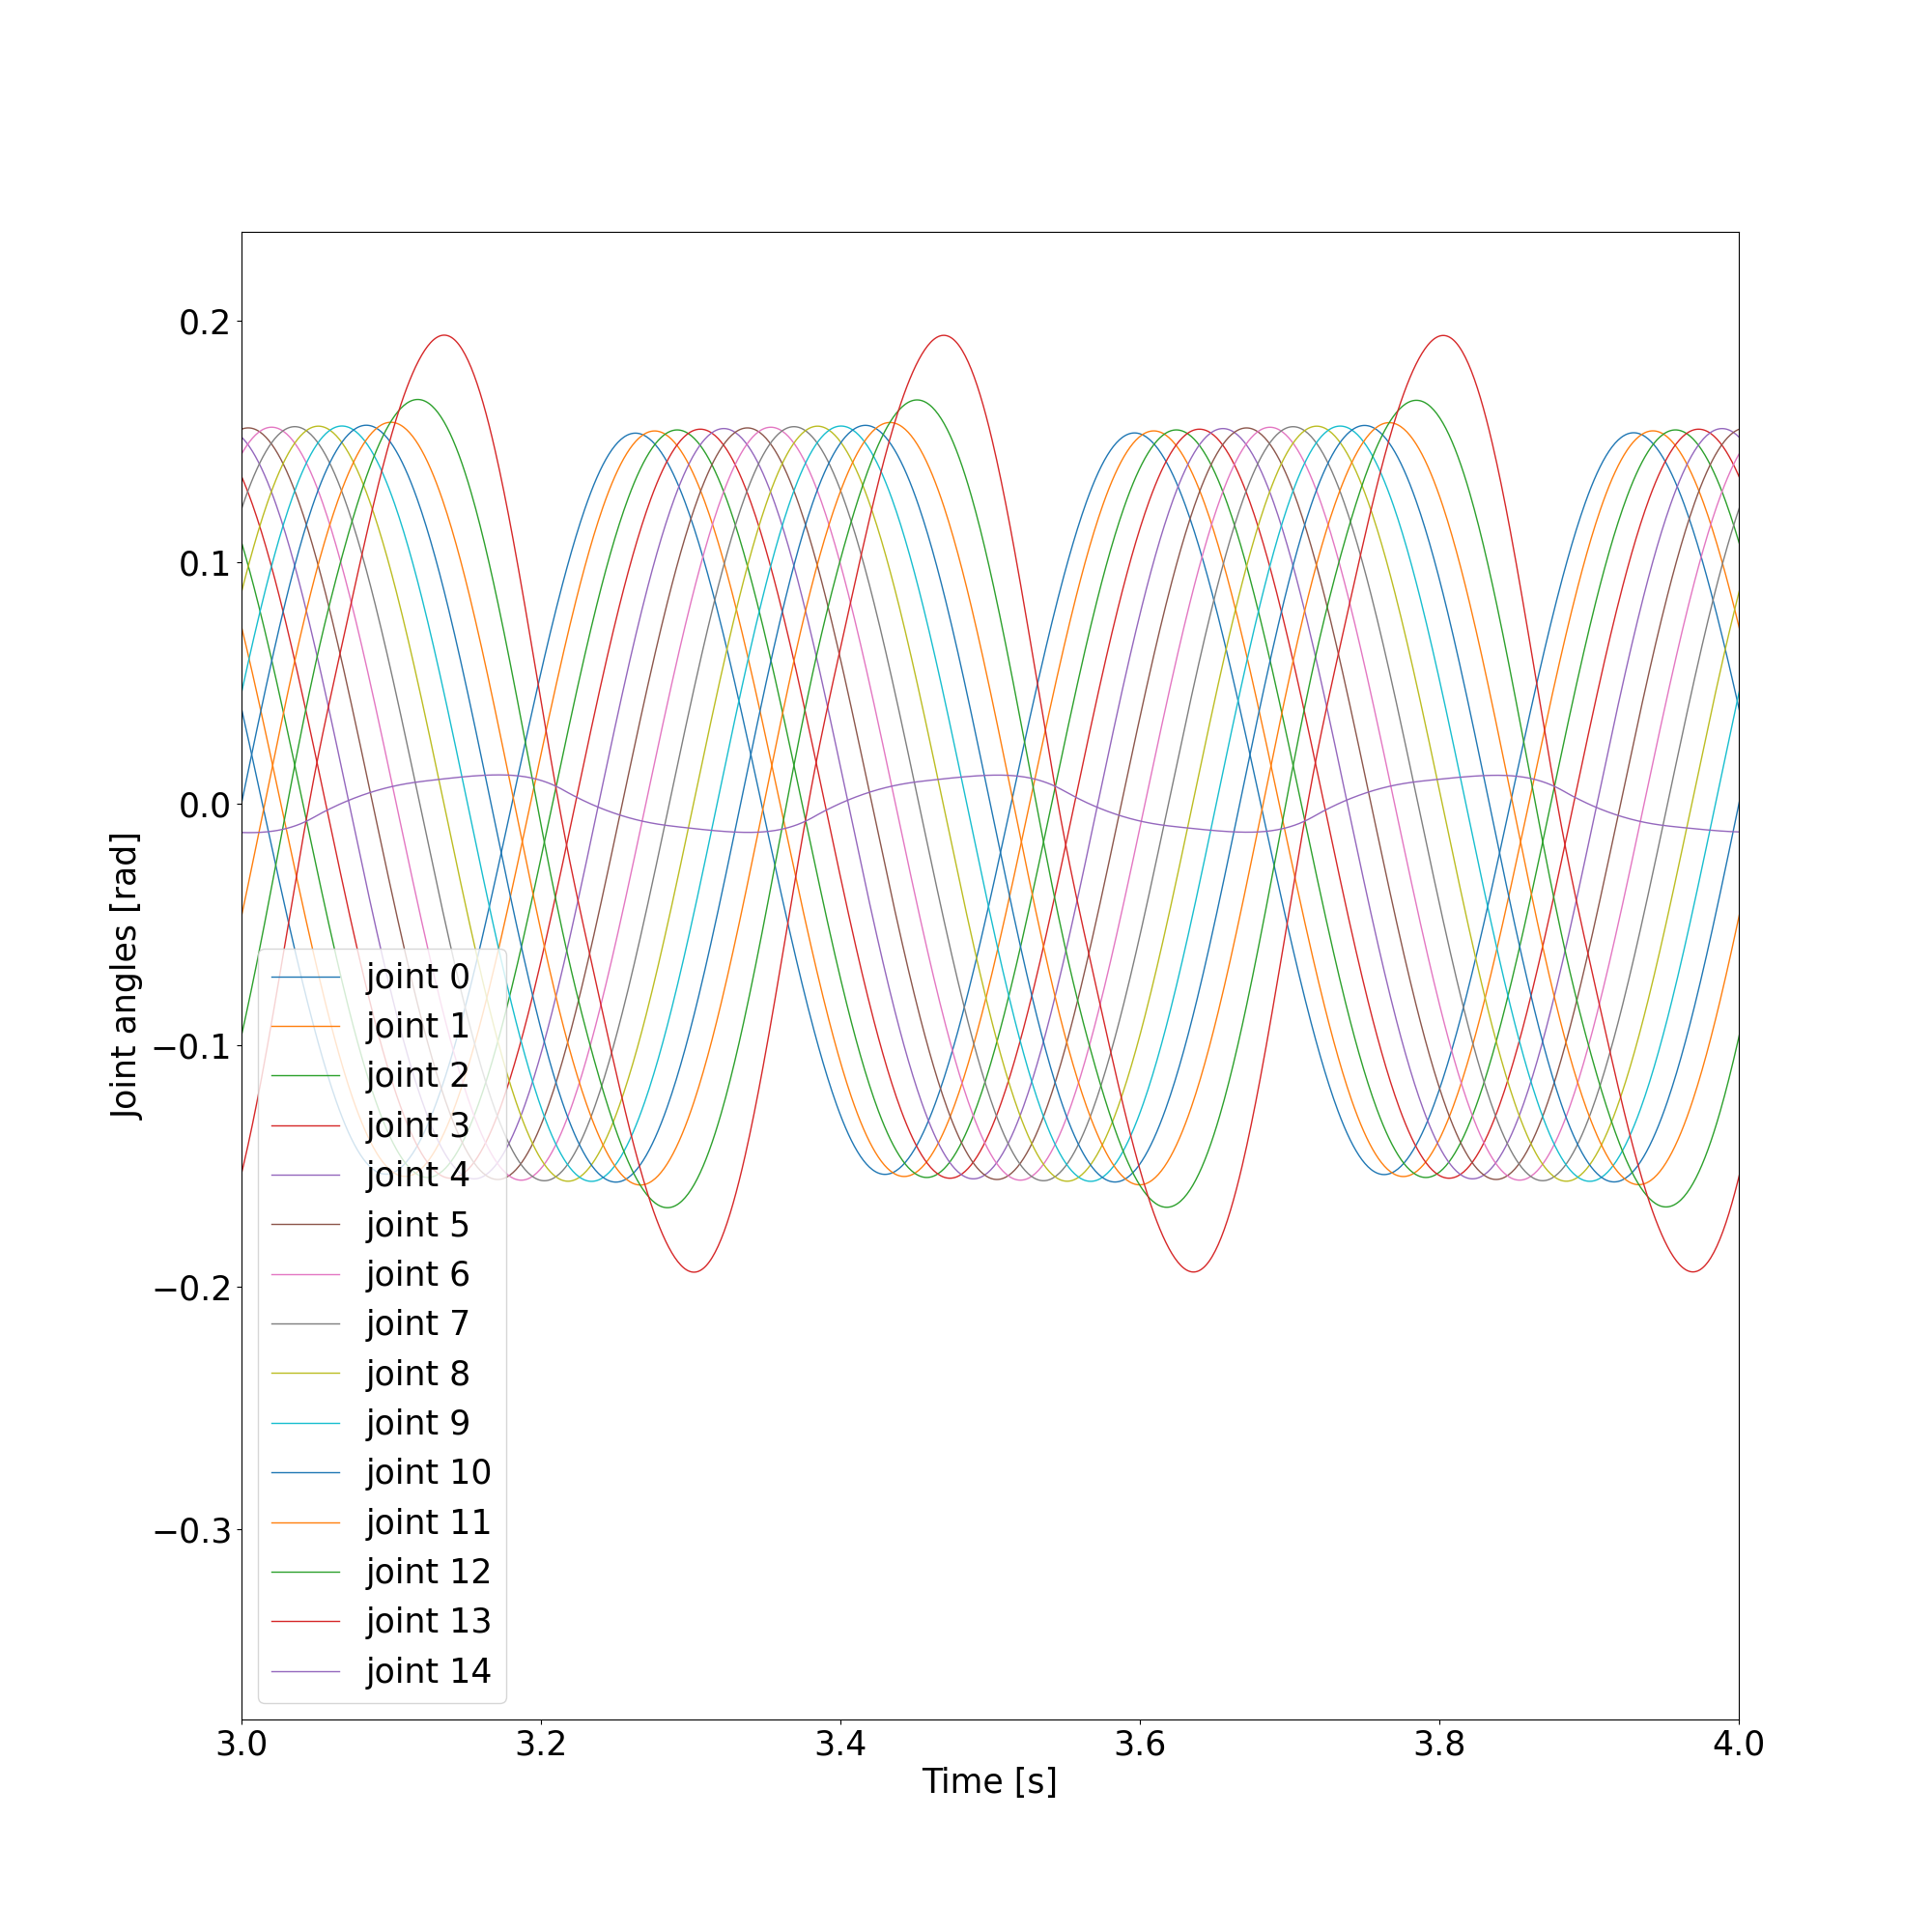 0.2
0.1
0.0
−0.1
−0.2
−0.3
Joint angles [rad]
joint 0
joint 1
joint 2
joint 3
joint 4
joint 5
joint 6
joint 7
joint 8
joint 9
joint 10
joint 11
joint 12
joint 13
joint 14
3.0 3.2 3.4 3.6 3.8 4.0
Time [s]